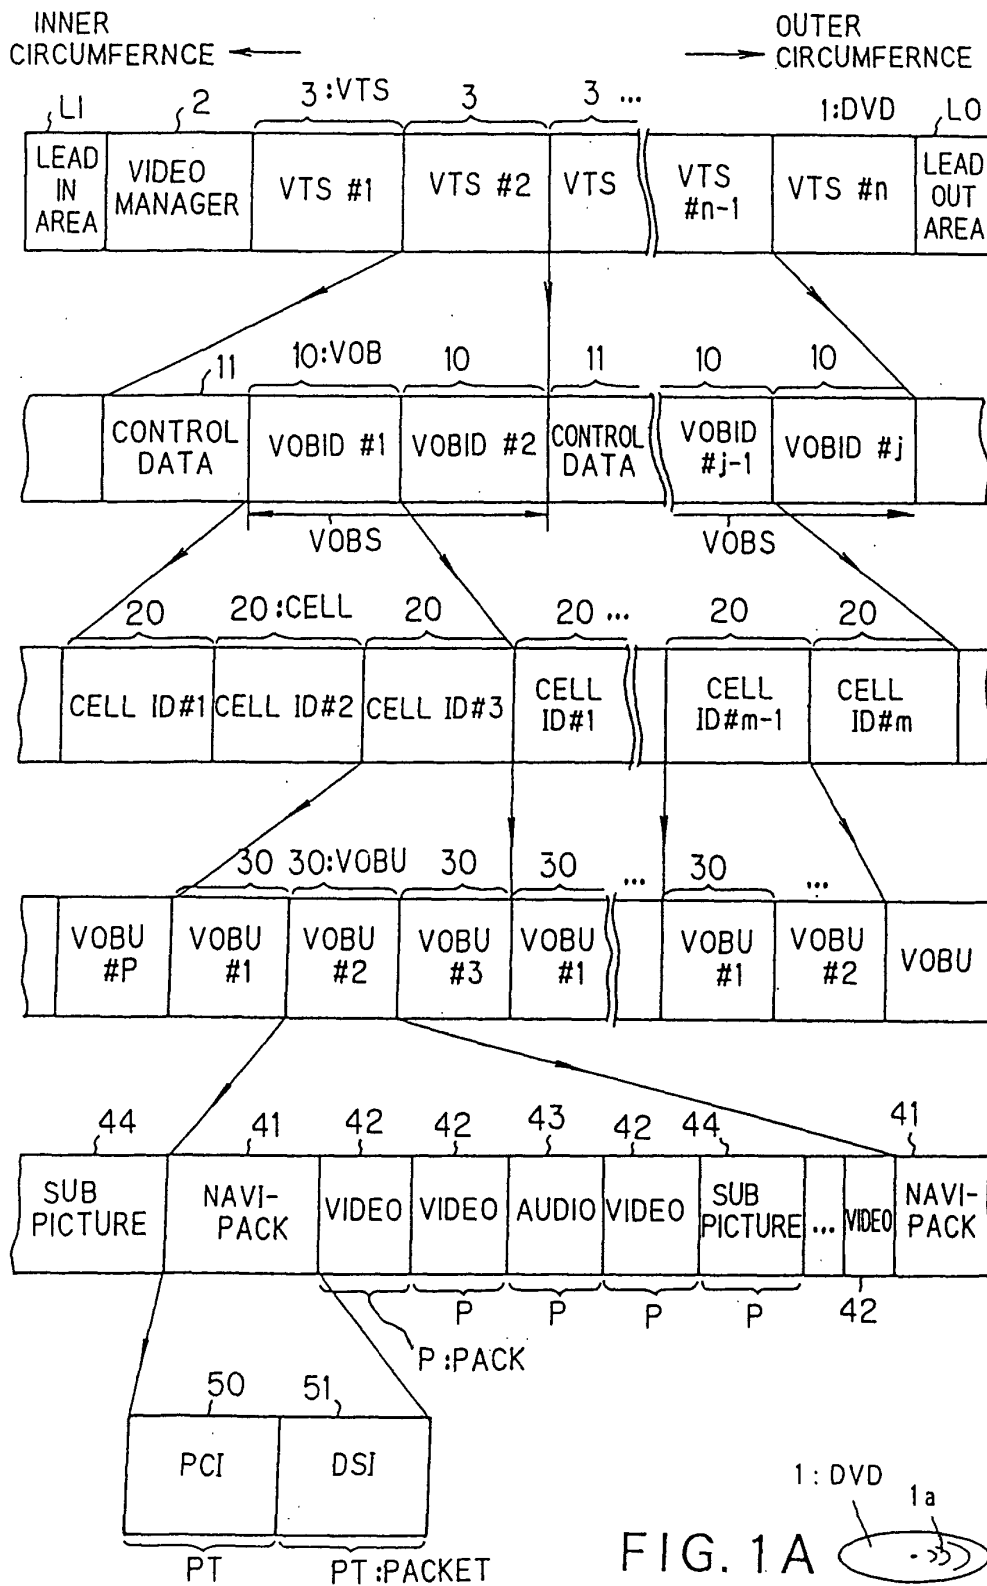 INNER
CIRCUMFERNCE
OUTER
CIRCUMFERENCE
L1 2 3:VTS 3 3 ... 1:DVD LO
LEAD
IN
AREA
VIDEO
MANAGER
VTS #1
VTS #2
VTS
VTS
#n-1
VTS #n
LEAD
OUT
AREA
11 10:VOB 10 11 10 10
CONTROL
DATA
VOBID #1
VOBID #2
CONTROL
DATA
VOBID
#j-1
VOBID #j
VOBS VOBS
20 20:CELL 20 20 ... 20 20
CELL ID#1
CELL ID#2
CELL ID#3
CELL
ID#1
CELL
ID#m-1
CELL
ID#m
30 30:VOBU 30 30 ... 30 ...
VOBU
#P
VOBU
#1
VOBU
#2
VOBU
#3
VOBU
#1
VOBU
#1
VOBU
#2
VOBU
44 41 42 42 43 42 44 41
SUB
PICTURE
NAVI-
PACK
VIDEO
VIDEO
AUDIO
VIDEO
SUB
PICTURE
...
VIDEO
NAVI-
PACK
P P P P 42
P:PACK
50 51
PCI DSI
PT PT:PACKET
1:DVD
1a
FIG. 1A